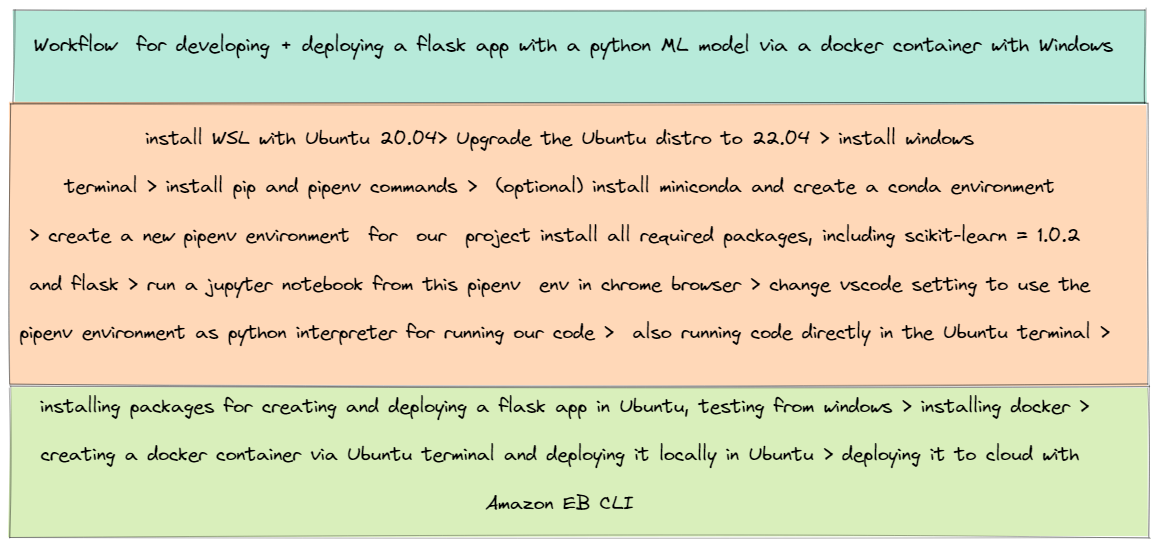 Workflow for developing + deploying a flask app with a python ML model via a docker container with Windows
install WSL with Ubuntu 20.04> Upgrade the Ubuntu distro to 22.04 > install windows
terminal > install pip and pipenv commands > (optional) install miniconda and create a conda environment
> create a new pipenv environment for our project install all required packages, including scikit-learn = 1.0.2
and flask > run a jupyter notebook from this pipenv env in chrome browser > change vscode setting to use the
pipenv environment as python interpreter for running our code > also running code directly in the Ubuntu terminal >
installing packages for creating and deploying a flask app in Ubuntu, testing from windows > installing docker >
creating a docker container via Ubuntu terminal and deploying it locally in Ubuntu > deploying it to cloud with
Amazon EB CLI